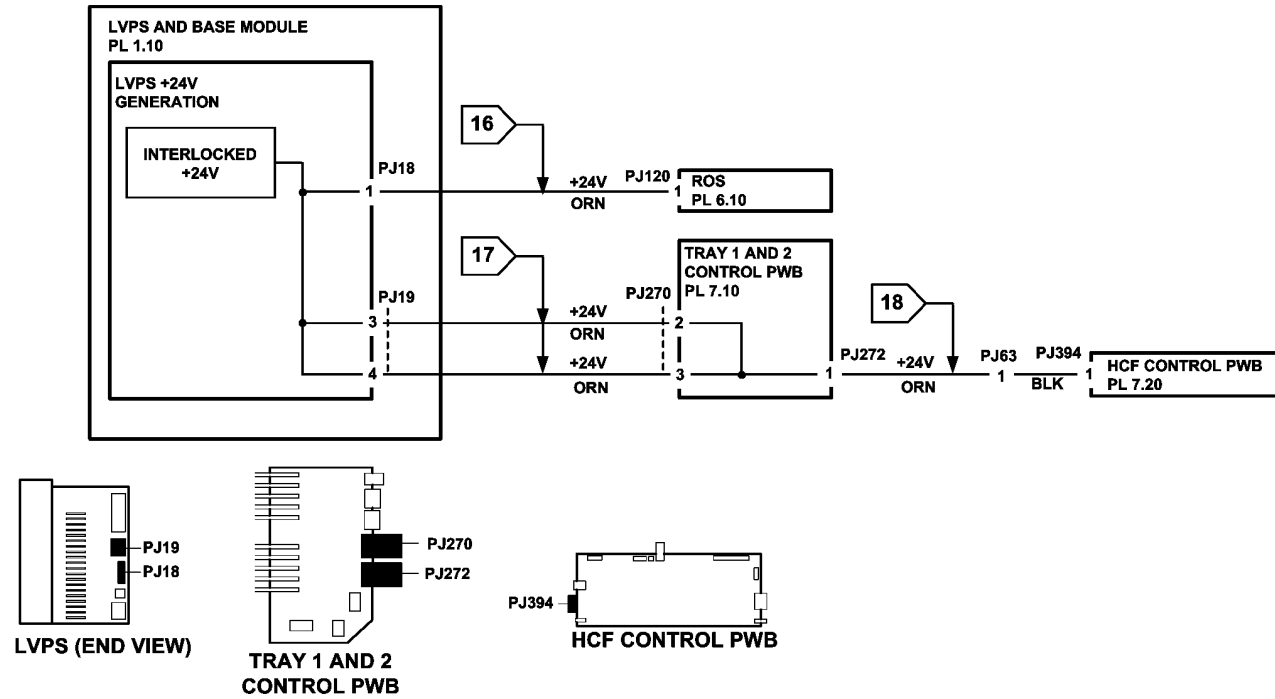 LVPS AND BASE MODULE
PL 1.10
LVPS +24V
GENERATION
INTERLOCKED
+24V
PJ18
1
16
+24V
ORN
PJ120
1
ROS
PL 6.10
17
PJ19
3
+24V
ORN
4
+24V
ORN
PJ270
2
3
TRAY 1 AND 2
CONTROL PWB
PL 7.10
1
PJ272
18
+24V
ORN
PJ63
1
PJ394
BLK
1
HCF CONTROL PWB
PL 7.20
PJ19
PJ18
LVPS (END VIEW)
PJ270
PJ272
TRAY 1 AND 2
CONTROL PWB
PJ394
HCF CONTROL PWB